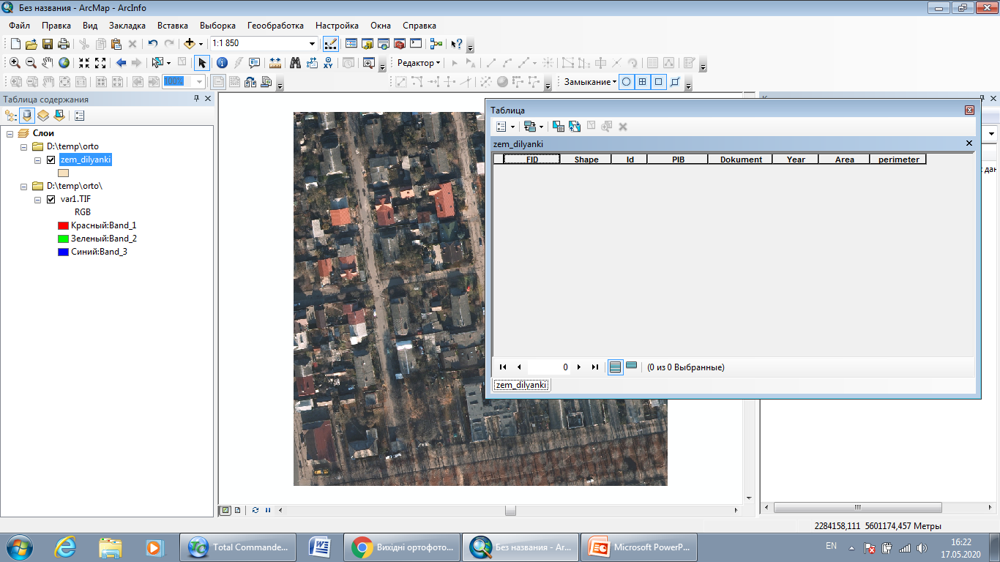 Без названия - ArcMap - ArcInfo
Файл Правка Вид Закладка Вставка Выборка Геообработка Настройка Окна Справка
1:1 850
Редактор
100%
Замыкание
Таблица содержания
Слои
D:\temp\orto
zem_dilyanki
D:\temp\orto\
var1.TIF
RGB
Красный:Band_1
Зеленый:Band_2
Синий:Band_3
Таблица
zem_dilyanki
FID Shape Id PIB Dokument Year Area perimeter
0
(0 из 0 Выбранные)
zem_dilyanki
2284158,111 5601174,457 Метры
Total Commande...
Вихідні ортофото...
Без названия - Ar...
Microsoft PowerP...
EN
16:22
17.05.2020